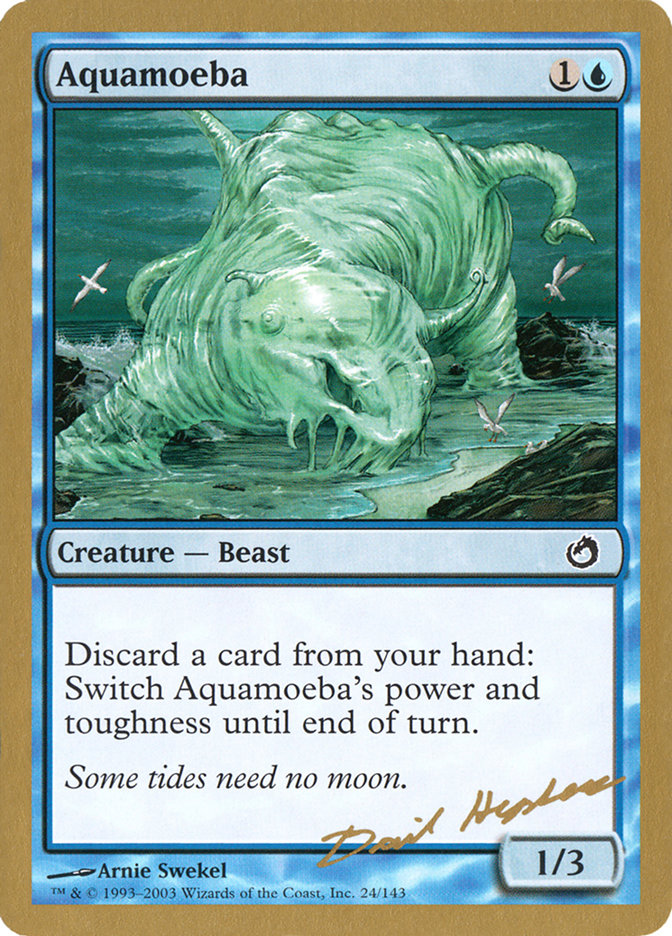 Aquamoeba 1
Creature — Beast
Discard a card from your hand:
Switch Aquamoeba's power and
toughness until end of turn.
Some tides need no moon.
1/3
Arnie Swekel
™ & © 1993–2003 Wizards of the Coast, Inc. 24/143